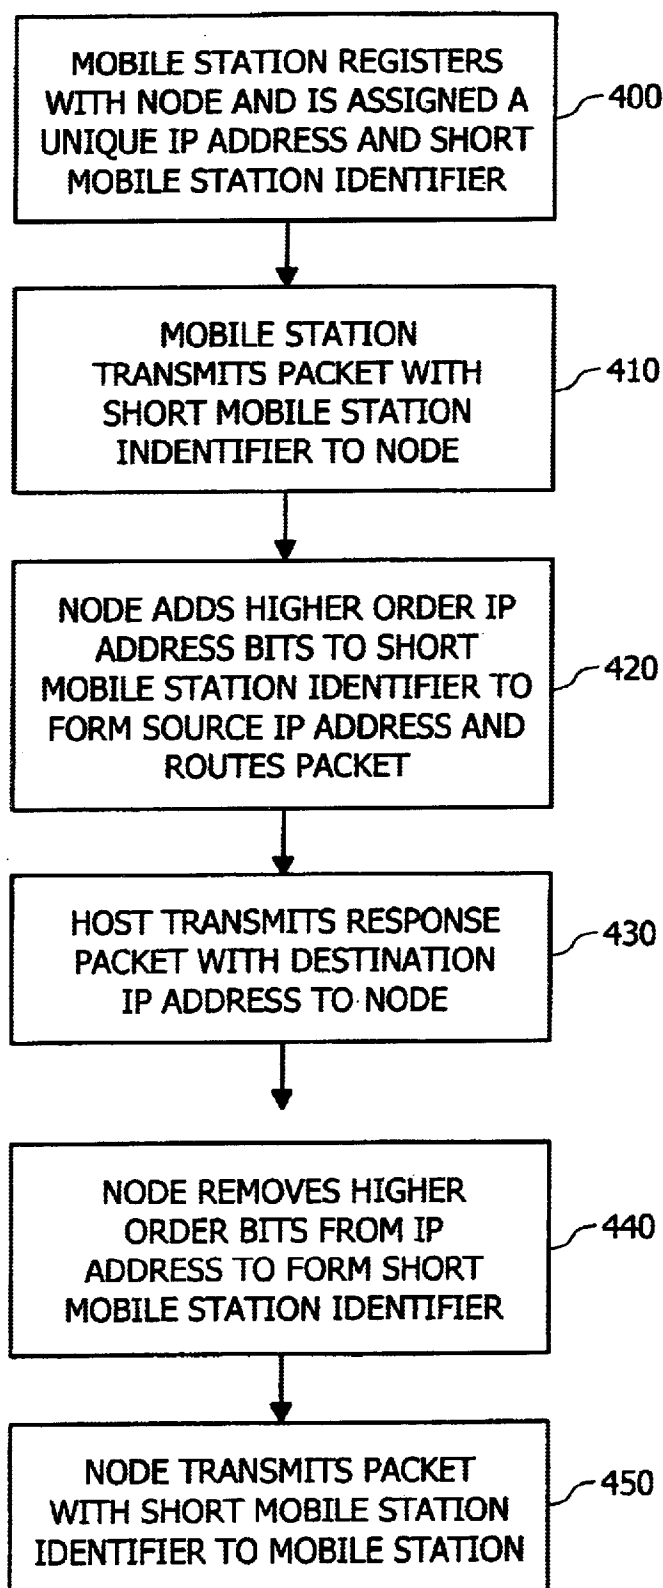 MOBILE STATION REGISTERS
WITH NODE AND IS ASSIGNED A
UNIQUE IP ADDRESS AND SHORT
MOBILE STATION IDENTIFIER
400
MOBILE STATION
TRANSMITS PACKET WITH
SHORT MOBILE STATION
INDENTIFIER TO NODE
410
NODE ADDS HIGHER ORDER IP
ADDRESS BITS TO SHORT
MOBILE STATION IDENTIFIER TO
FORM SOURCE IP ADDRESS AND
ROUTES PACKET
420
HOST TRANSMITS RESPONSE
PACKET WITH DESTINATION
IP ADDRESS TO NODE
430
NODE REMOVES HIGHER
ORDER BITS FROM IP
ADDRESS TO FORM SHORT
MOBILE STATION IDENTIFIER
440
NODE TRANSMITS PACKET
WITH SHORT MOBILE STATION
IDENTIFIER TO MOBILE STATION
450